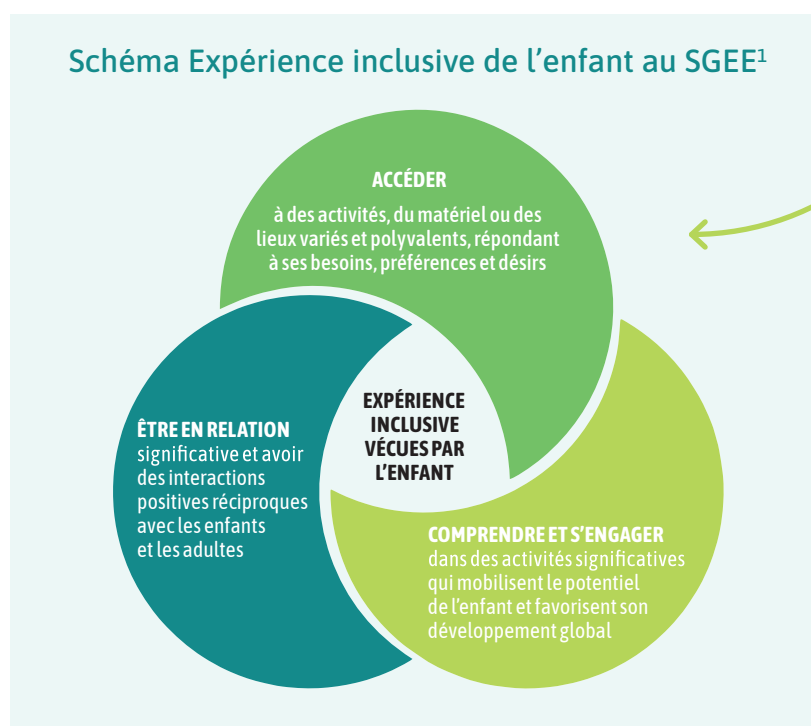 Schéma Expérience inclusive de l’enfant au SGEE¹
ACCÉDER
à des activités, du matériel ou des
lieux variés et polyvalents, répondant
à ses besoins, préférences et désirs
EXPÉRIENCE
INCLUSIVE
VÉCUES PAR
L’ENFANT
ÊTRE EN RELATION
significative et avoir
des interactions
positives réciproques
avec les enfants
et les adultes
COMPRENDRE ET S’ENGAGER
dans des activités significatives
qui mobilisent le potentiel
de l’enfant et favorisent son
développement global